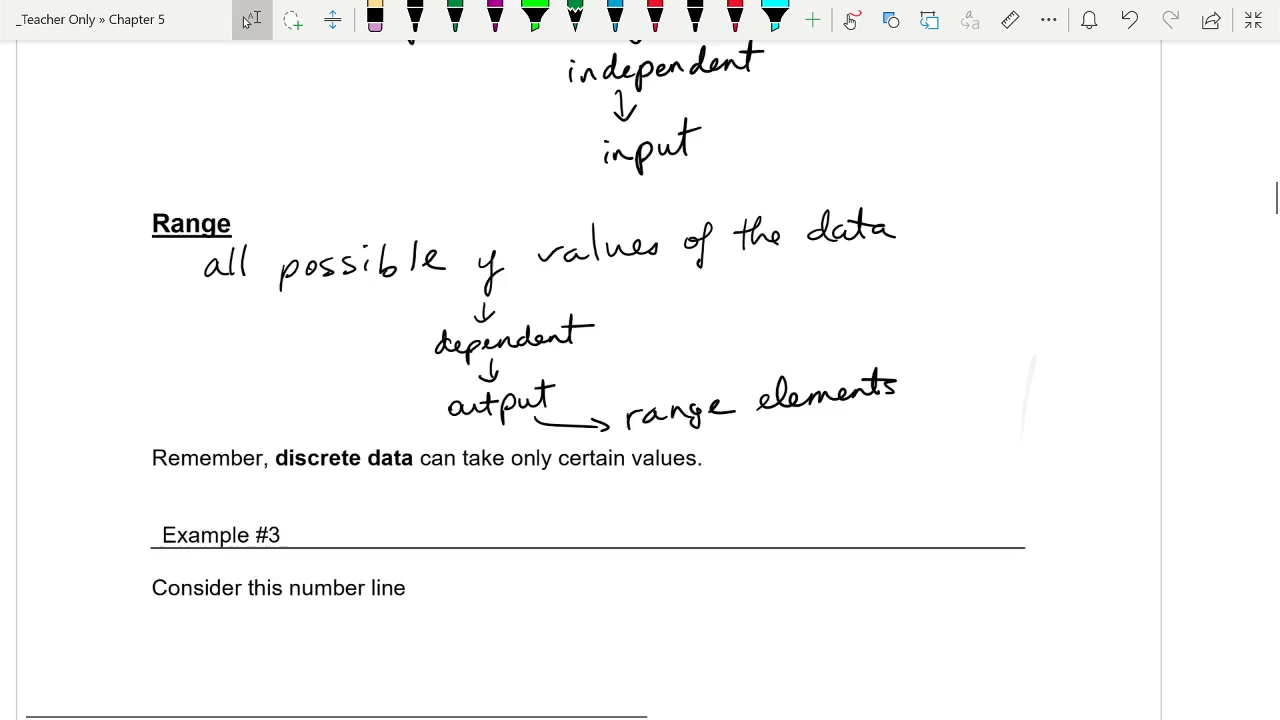 _Teacher Only » Chapter 5
independent
↓
input
Range
all possible y values of the data
↓
dependent
↓
output → range elements
Remember, discrete data can take only certain values.
Example #3
Consider this number line